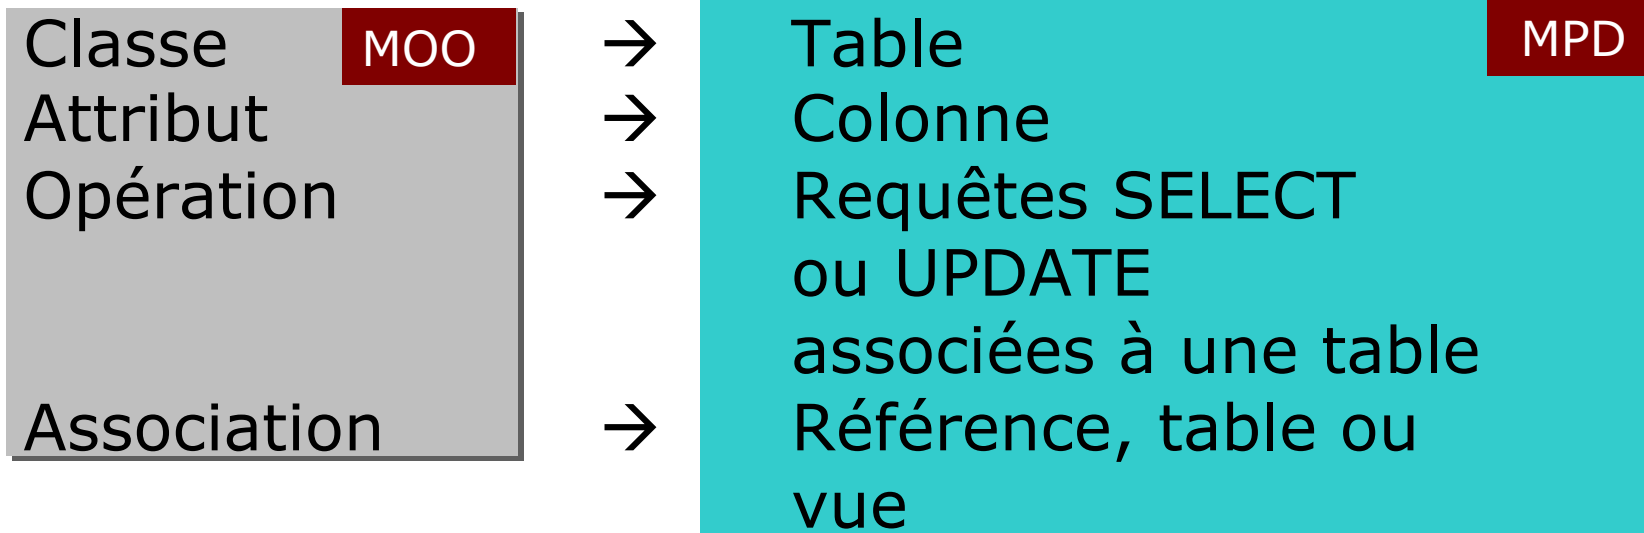 Classe MOO → Table MPD
Attribut → Colonne
Opération → Requêtes SELECT
ou UPDATE
associées à une table
Association → Référence, table ou
vue